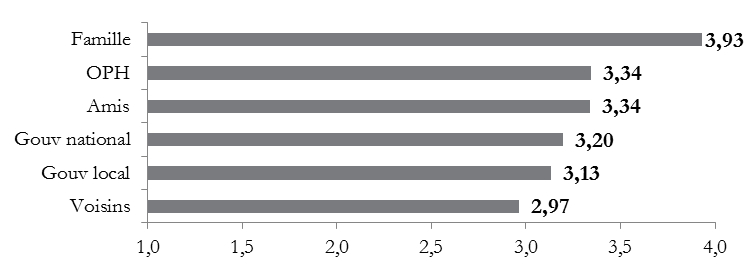 Famille 3,93
OPH 3,34
Amis 3,34
Gouv national 3,20
Gouv local 3,13
Voisins 2,97
1,0 1,5 2,0 2,5 3,0 3,5 4,0